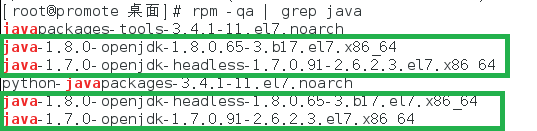 [root@promote 桌面]# rpm -qa | grep java
javapackages-tools-3.4.1-11.el7.noarch
java-1.8.0-openjdk-1.8.0.65-3.b17.el7.x86_64
java-1.7.0-openjdk-headless-1.7.0.91-2.6.2.3.el7.x86_64
python-javapackages-3.4.1-11.el7.noarch
java-1.8.0-openjdk-headless-1.8.0.65-3.b17.el7.x86_64
java-1.7.0-openjdk-1.7.0.91-2.6.2.3.el7.x86_64